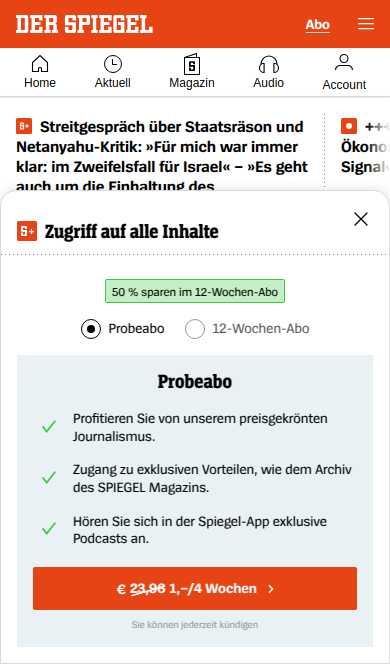 DER SPIEGEL
Abo
Home
Aktuell
Magazin
Audio
Account
S+ Streitgespräch über Staatsräson und
Netanyahu-Kritik: »Für mich war immer
klar: im Zweifelsfall für Israel« – »Es geht
auch um die Einhaltung des
+++
Ökono
Signal
S+ Zugriff auf alle Inhalte
50 % sparen im 12-Wochen-Abo
Probeabo
12-Wochen-Abo
Probeabo
Profitieren Sie von unserem preisgekrönten
Journalismus.
Zugang zu exklusiven Vorteilen, wie dem Archiv
des SPIEGEL Magazins.
Hören Sie sich in der Spiegel-App exklusive
Podcasts an.
€ 23,96 1,–/4 Wochen
Sie können jederzeit kündigen